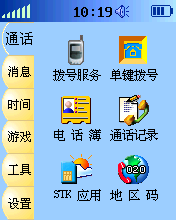 10:19
通话
消息
时间
游戏
工具
设置
拨号服务 单键拨号
电 话 簿 通话记录
020
STK 应用 地 区 码